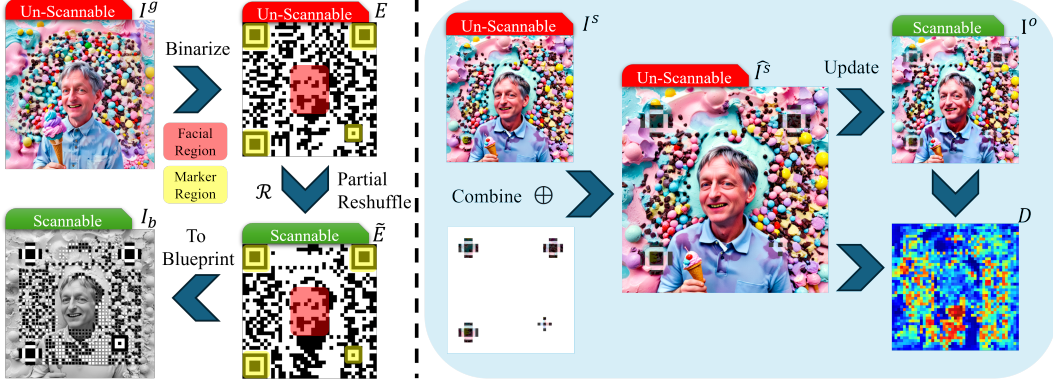 Un-Scannable
I^g
Binarize
Un-Scannable
E
Facial
Region
Marker
Region
ℛ
Partial
Reshuffle
Scannable
I_b
To
Blueprint
Scannable
Ẽ
Un-Scannable
I^s
Combine ⊕
Un-Scannable
Î^s
Update
Scannable
I^o
D